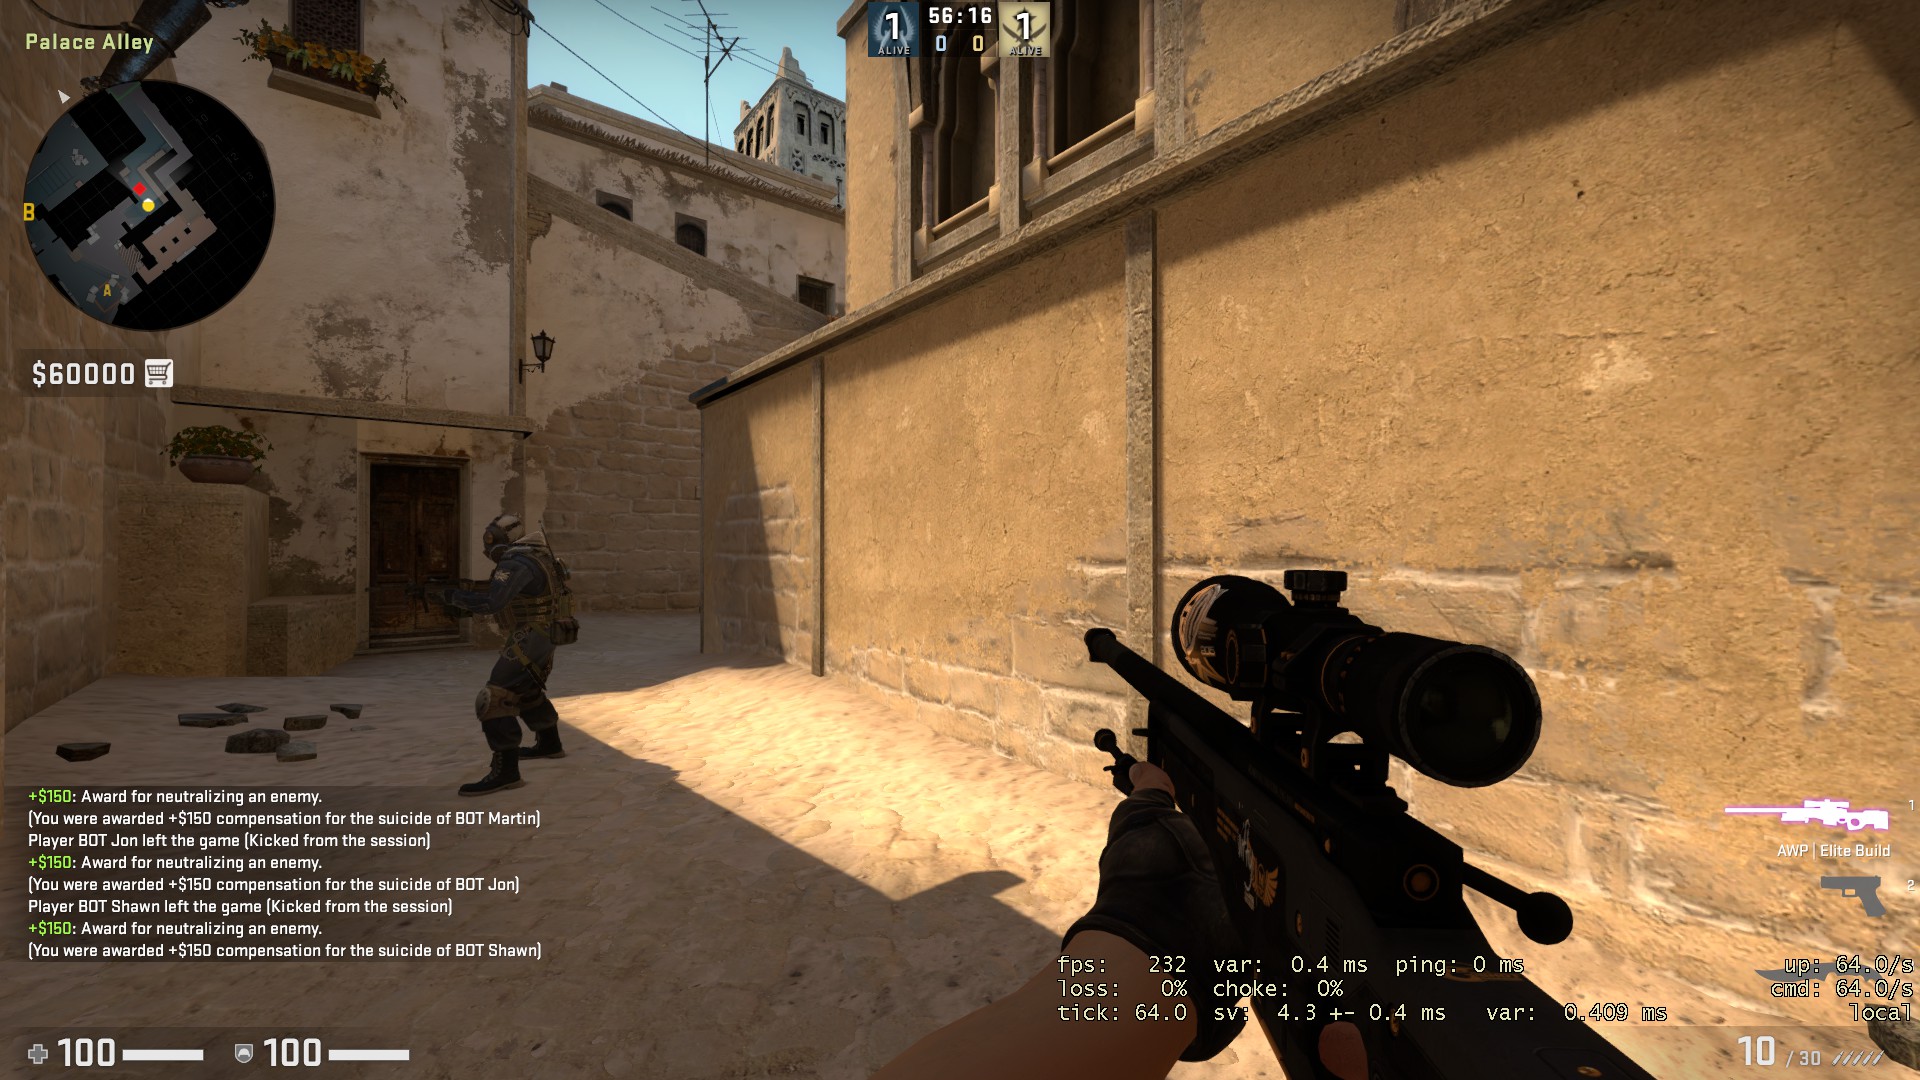 Palace Alley
1 56:16 1
ALIVE 0 0 ALIVE
B
A
$60000
+$150: Award for neutralizing an enemy.
(You were awarded +$150 compensation for the suicide of BOT Martin)
Player BOT Jon left the game (Kicked from the session)
+$150: Award for neutralizing an enemy.
(You were awarded +$150 compensation for the suicide of BOT Jon)
Player BOT Shawn left the game (Kicked from the session)
+$150: Award for neutralizing an enemy.
(You were awarded +$150 compensation for the suicide of BOT Shawn)
1
AWP | Elite Build
2
fps: 232 var: 0.4 ms ping: 0 ms up: 64.0/s
loss: 0% choke: 0% cmd: 64.0/s
tick: 64.0 sv: 4.3 +- 0.4 ms var: 0.409 ms local
100 100 10 / 30